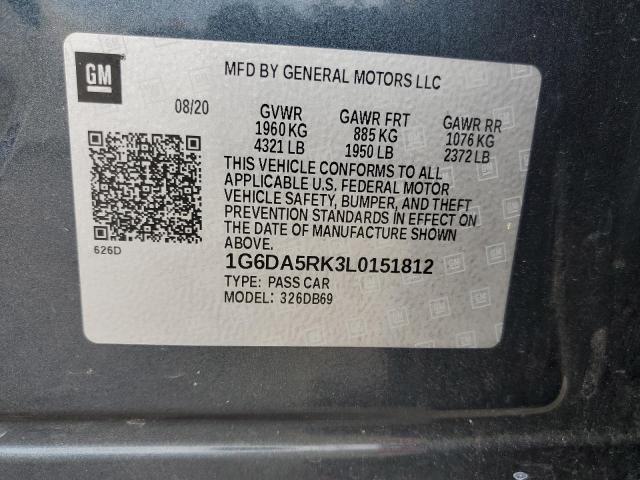 GM
MFD BY GENERAL MOTORS LLC
08/20 GVWR GAWR FRT GAWR RR
1960 KG 885 KG 1076 KG
4321 LB 1950 LB 2372 LB
THIS VEHICLE CONFORMS TO ALL
APPLICABLE U.S. FEDERAL MOTOR
VEHICLE SAFETY, BUMPER, AND THEFT
PREVENTION STANDARDS IN EFFECT ON
THE DATE OF MANUFACTURE SHOWN
ABOVE.
626D
1G6DA5RK3L0151812
TYPE: PASS CAR
MODEL: 326DB69